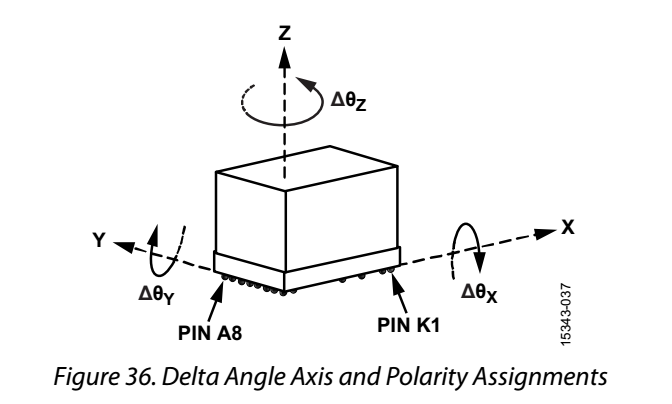 Z
ΔθZ
Y
X
ΔθY
ΔθX
PIN A8
PIN K1
15343-037
Figure 36. Delta Angle Axis and Polarity Assignments